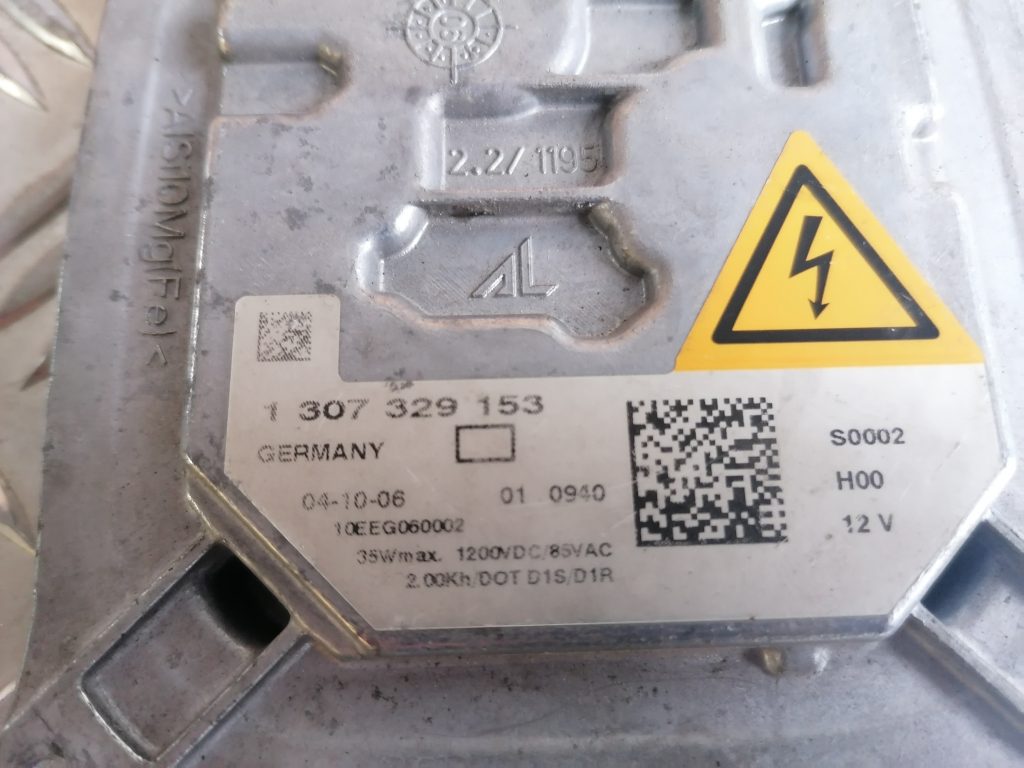 >AlSi10Mg(Fe)<
2.2/1195
AL
1 307 329 153
GERMANY
04-10-06
01 0940
10EEG060002
35Wmax. 1200VDC/85VAC
2.00Kh/DOT D1S/D1R
S0002
H00
12 V